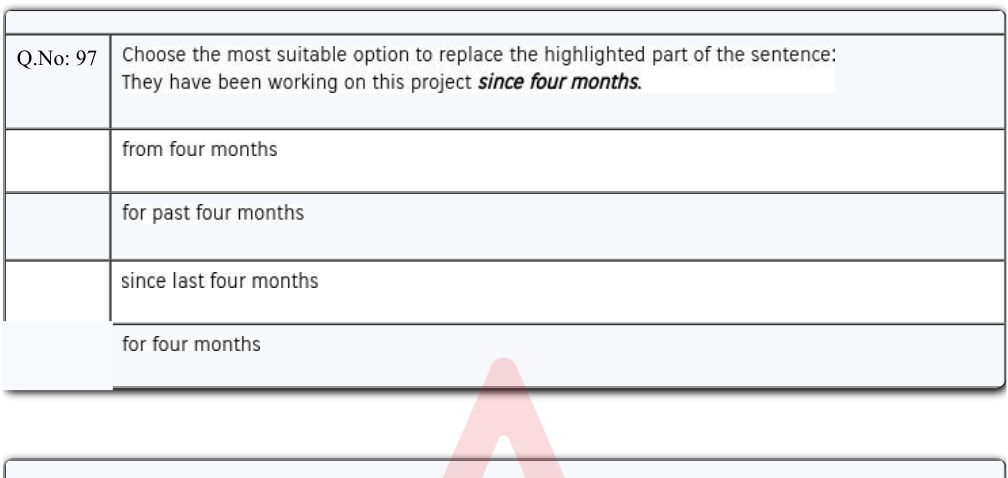 Q.No: 97
Choose the most suitable option to replace the highlighted part of the sentence:
They have been working on this project since four months.
from four months
for past four months
since last four months
for four months